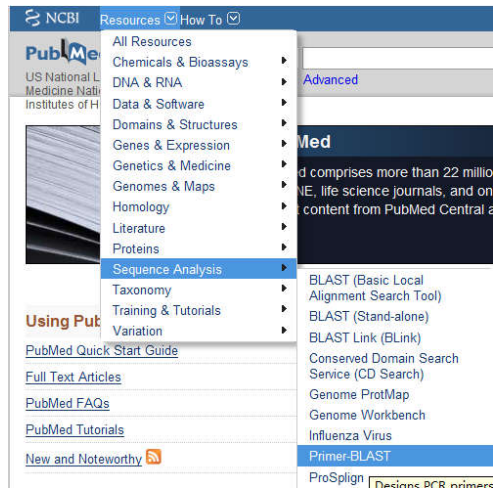 NCBI Resources How To
All Resources
Chemicals & Bioassays
DNA & RNA
Data & Software
Domains & Structures
Genes & Expression
Genetics & Medicine
Genomes & Maps
Homology
Literature
Proteins
Sequence Analysis
Taxonomy
Training & Tutorials
Variation
PubMe
US National L
Medicine Nati
Institutes of H
Advanced
Med
d comprises more than 22 millio
NE, life science journals, and on
content from PubMed Central a
BLAST (Basic Local
Alignment Search Tool)
BLAST (Stand-alone)
BLAST Link (BLink)
Conserved Domain Search
Service (CD Search)
Genome ProtMap
Genome Workbench
Influenza Virus
Primer-BLAST
ProSplign
Designs PCR primers
Using Pub
PubMed Quick Start Guide
Full Text Articles
PubMed FAQs
PubMed Tutorials
New and Noteworthy